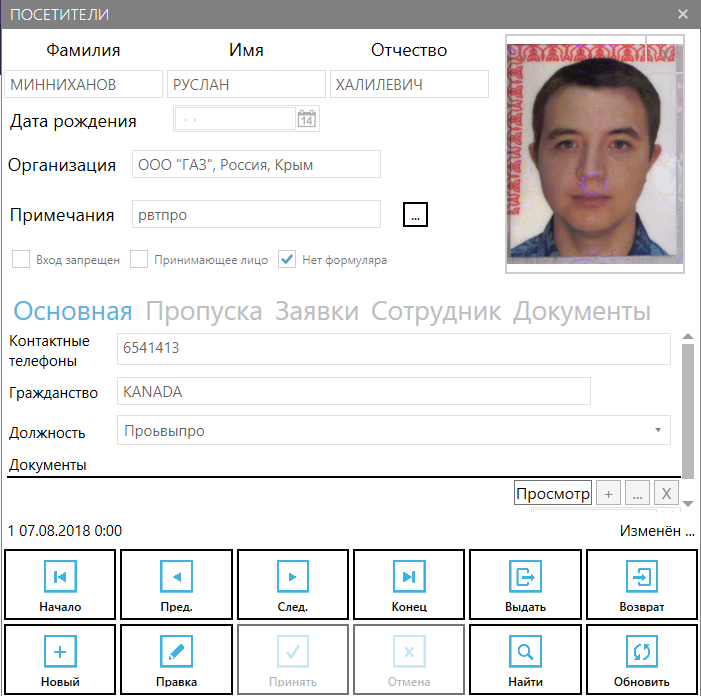 ПОСЕТИТЕЛИ
Фамилия Имя Отчество
МИННИХАНОВ РУСЛАН ХАЛИЛЕВИЧ
Дата рождения - - 14
Организация ООО "ГАЗ", Россия, Крым
Примечания рвтпро ...
Вход запрещен Принимающее лицо Нет формуляра
Основная Пропуска Заявки Сотрудник Документы
Контактные
телефоны 6541413
Гражданство KANADA
Должность Проьвыпро
Документы
Просмотр + ... X
1 07.08.2018 0:00 Изменён ...
Начало Пред. След. Конец Выдать Возврат
Новый Правка Принять Отмена Найти Обновить